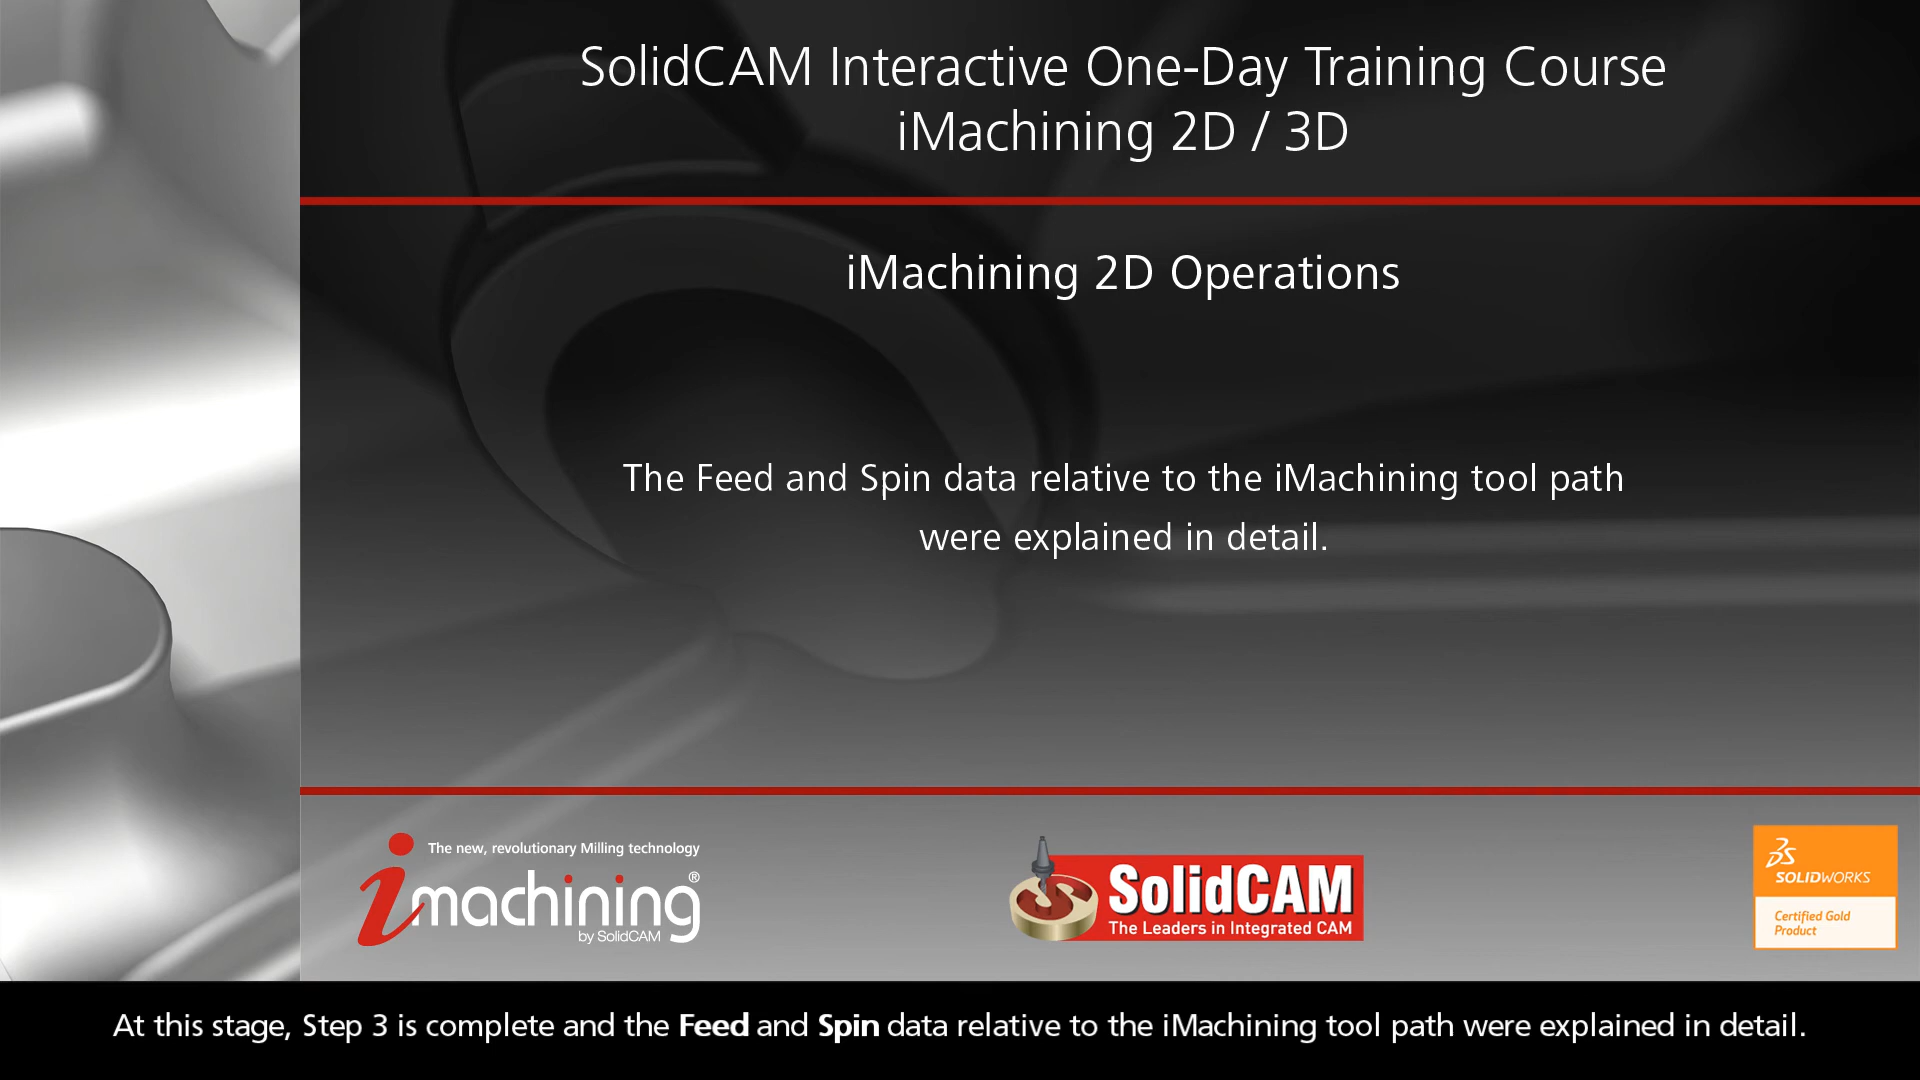 SolidCAM Interactive One-Day Training Course
iMachining 2D / 3D
iMachining 2D Operations
The Feed and Spin data relative to the iMachining tool path
were explained in detail.
The new, revolutionary Milling technology
imachining®
by SolidCAM
SolidCAM
The Leaders in Integrated CAM
SOLIDWORKS
Certified Gold
Product
At this stage, Step 3 is complete and the Feed and Spin data relative to the iMachining tool path were explained in detail.